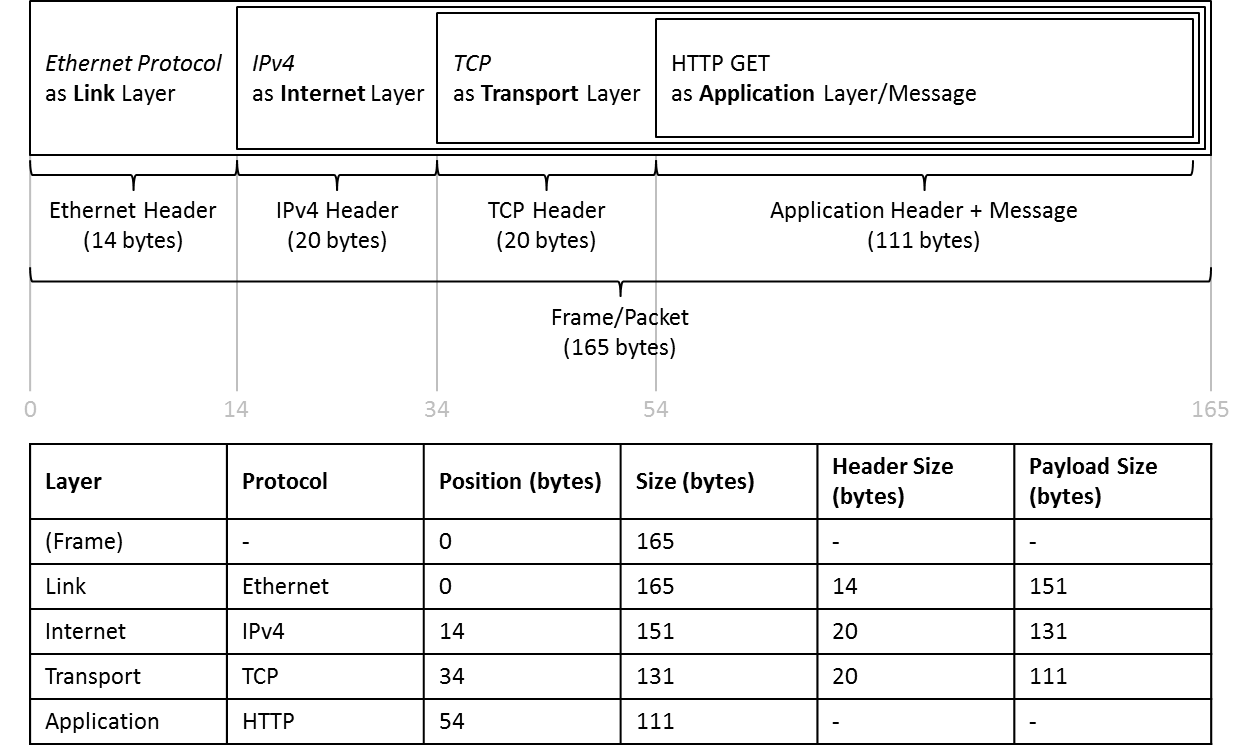 Ethernet Protocol
as Link Layer
IPv4
as Internet Layer
TCP
as Transport Layer
HTTP GET
as Application Layer/Message
Ethernet Header
(14 bytes)
IPv4 Header
(20 bytes)
TCP Header
(20 bytes)
Application Header + Message
(111 bytes)
Frame/Packet
(165 bytes)
0 14 34 54 165
Layer Protocol Position (bytes) Size (bytes) Header Size (bytes) Payload Size (bytes)
(Frame) - 0 165 - -
Link Ethernet 0 165 14 151
Internet IPv4 14 151 20 131
Transport TCP 34 131 20 111
Application HTTP 54 111 - -